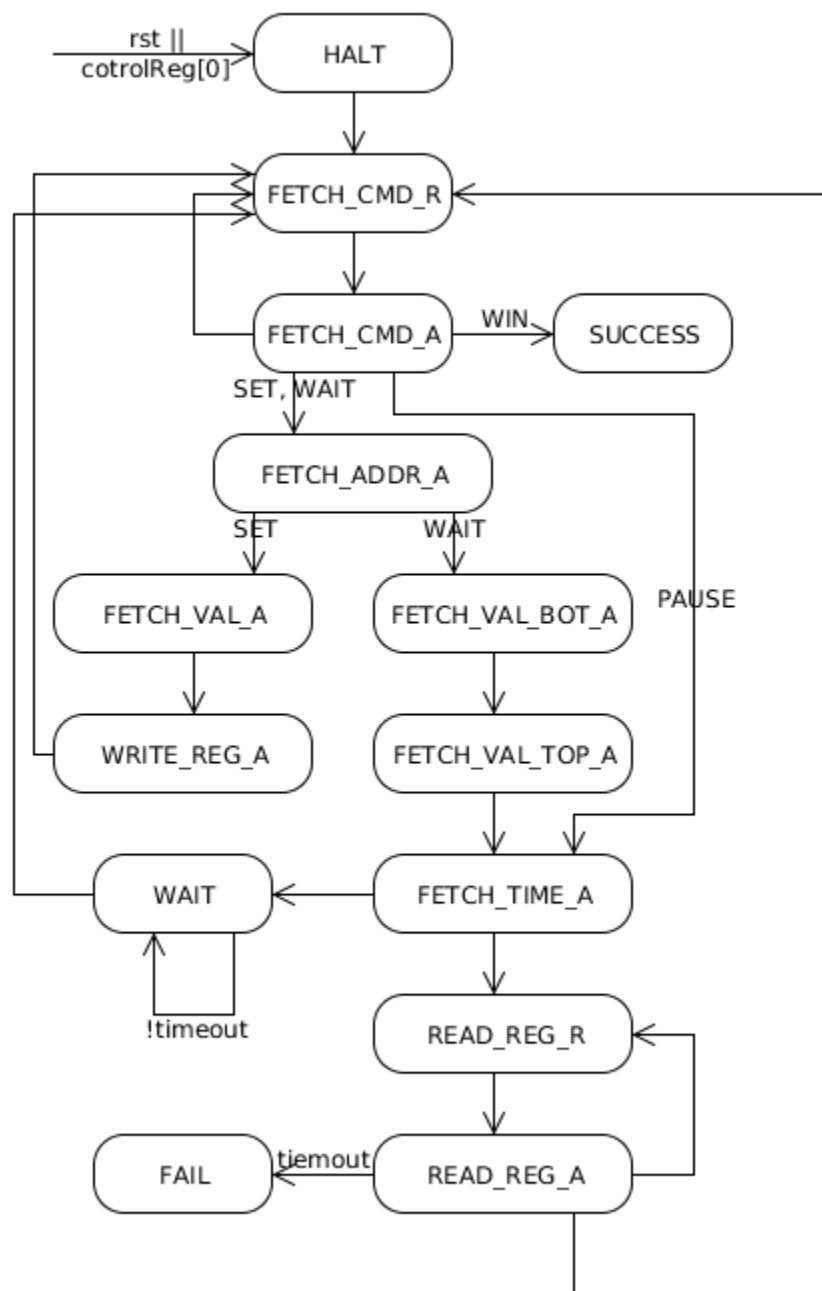 rst ||
cotrolReg[0]
HALT
FETCH_CMD_R
FETCH_CMD_A
WIN
SUCCESS
SET, WAIT
FETCH_ADDR_A
SET
WAIT
FETCH_VAL_A
FETCH_VAL_BOT_A
PAUSE
WRITE_REG_A
FETCH_VAL_TOP_A
WAIT
FETCH_TIME_A
!timeout
READ_REG_R
FAIL
tiemout
READ_REG_A